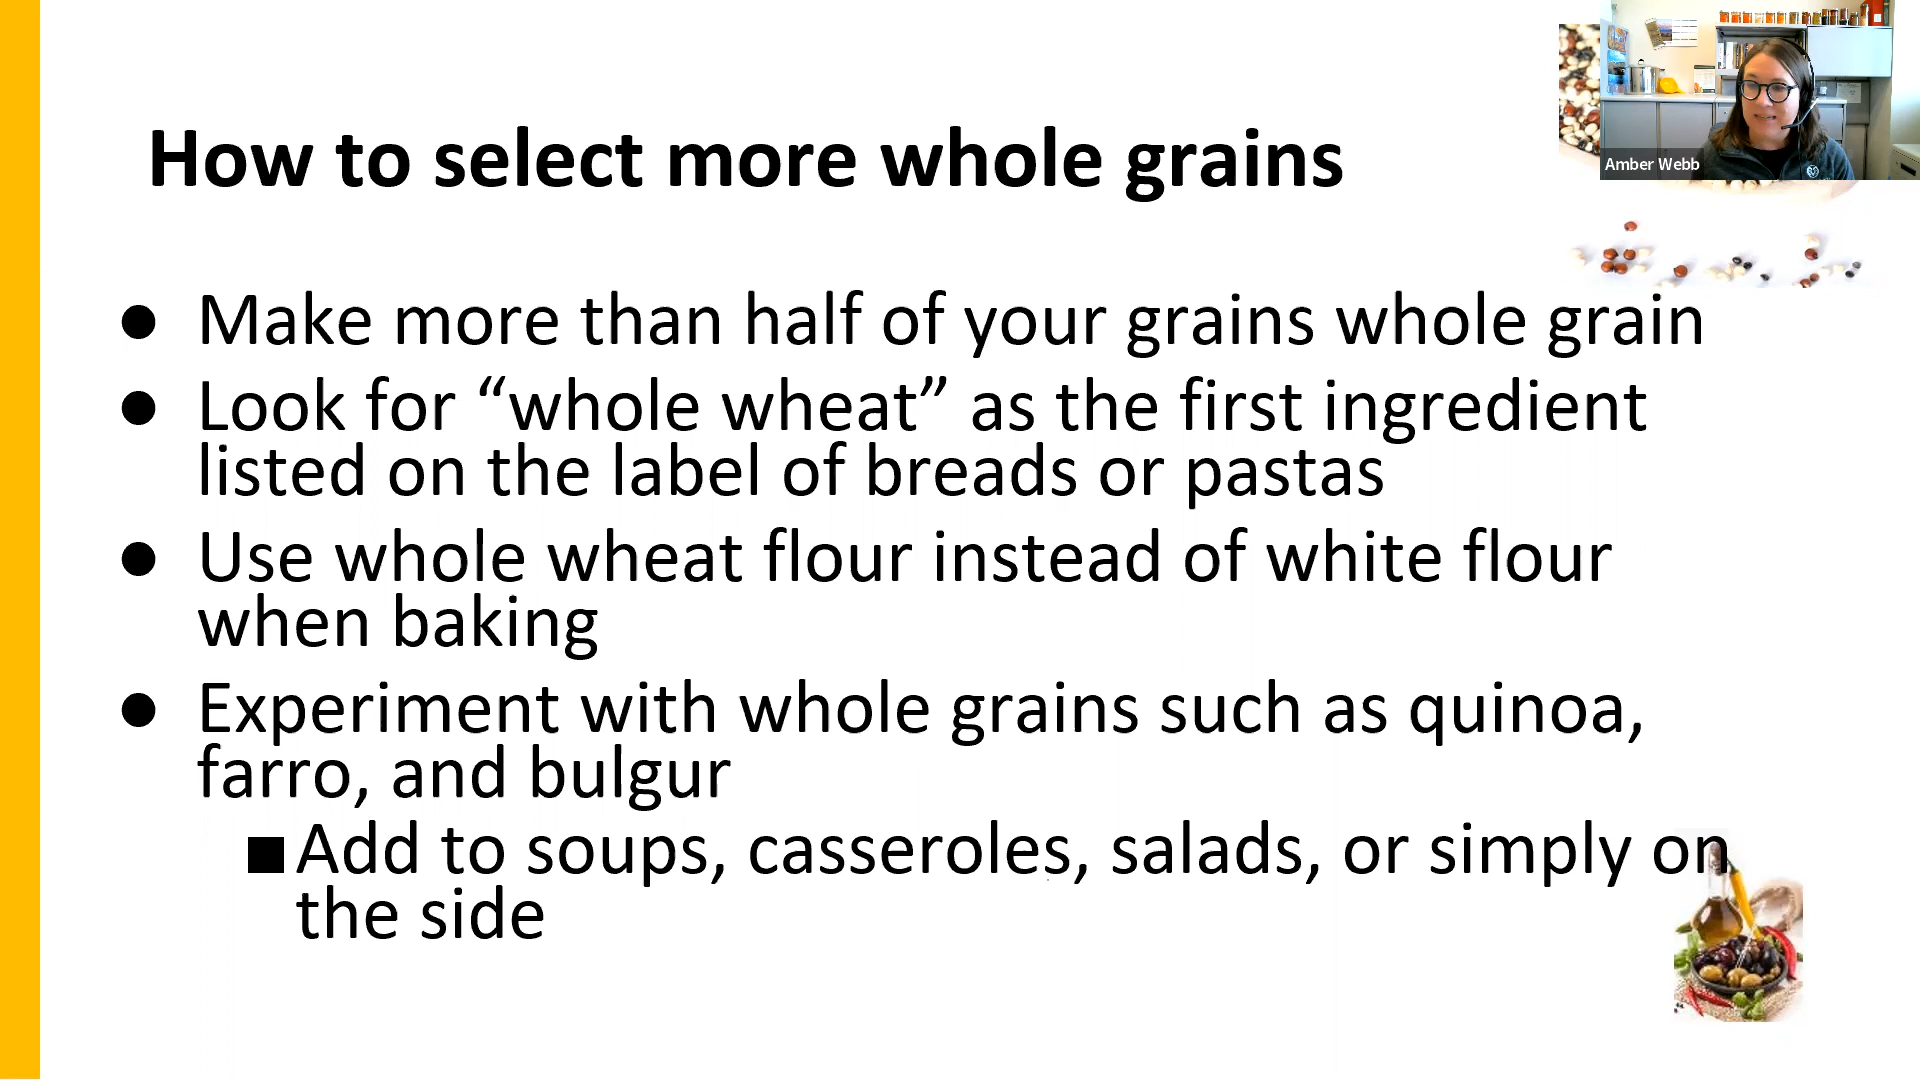 How to select more whole grains
Amber Webb
● Make more than half of your grains whole grain
● Look for “whole wheat” as the first ingredient
listed on the label of breads or pastas
● Use whole wheat flour instead of white flour
when baking
● Experiment with whole grains such as quinoa,
farro, and bulgur
■ Add to soups, casseroles, salads, or simply on
the side